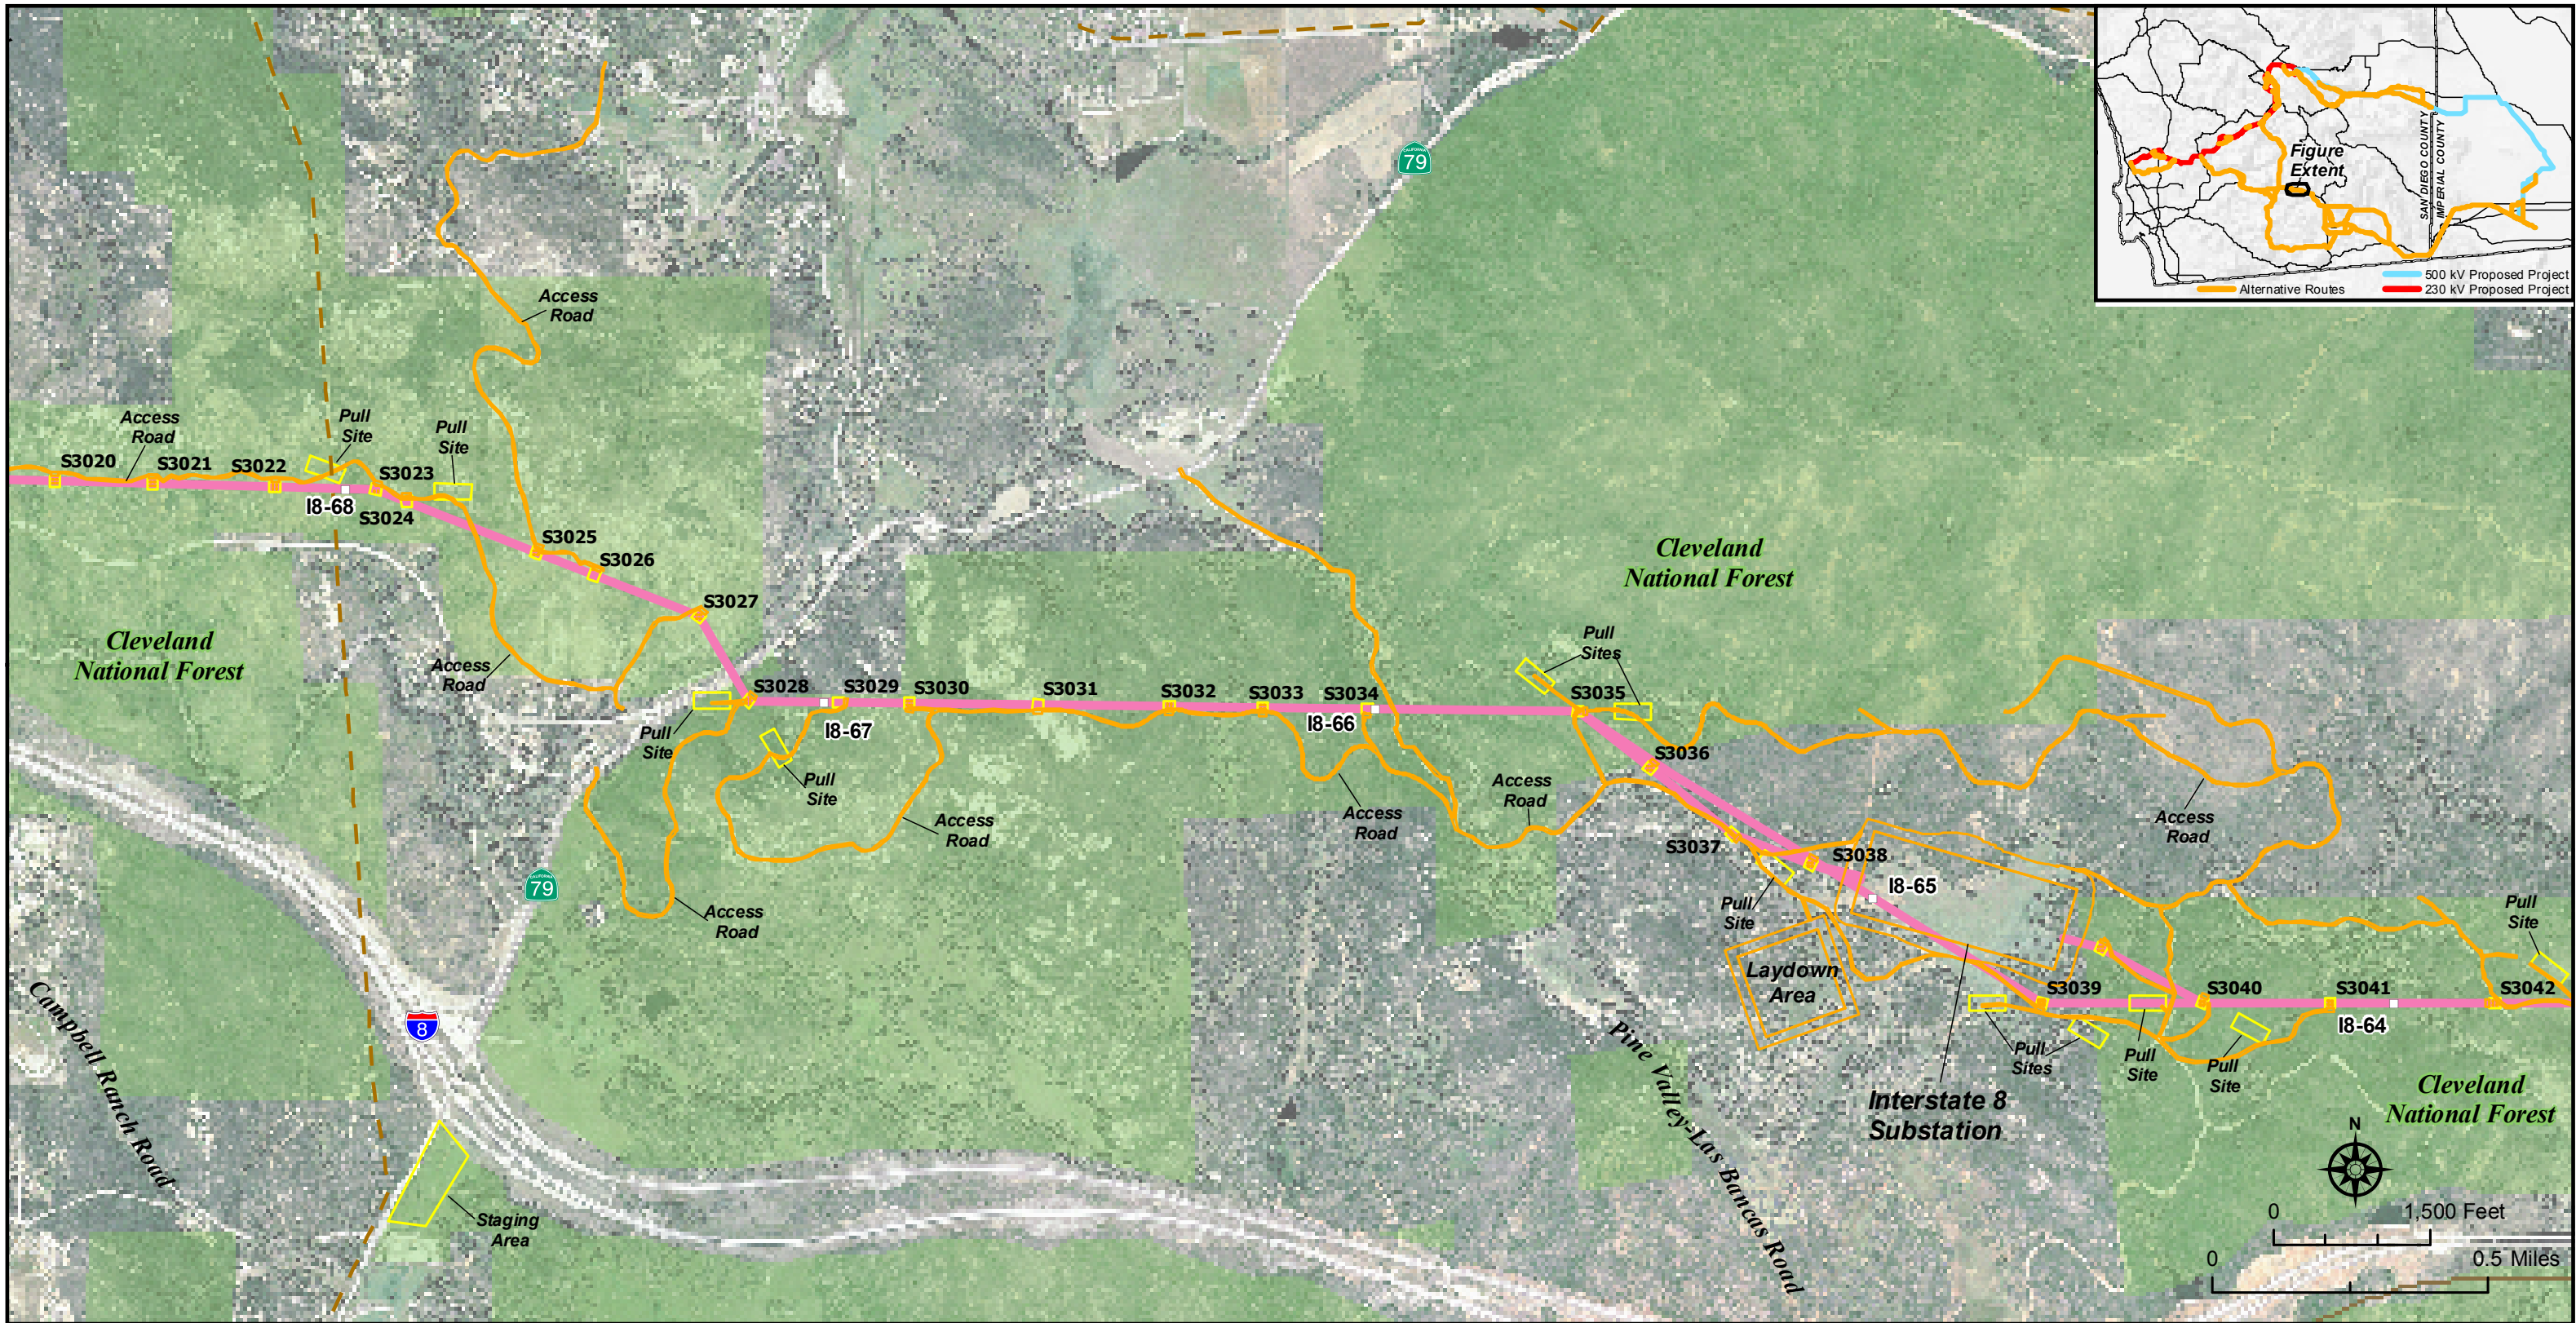 Figure
Extent
SAN DIEGO COUNTY
IMPERIAL COUNTY
500 kV Proposed Project
Alternative Routes
230 kV Proposed Project
CALIFORNIA
79
Access
Road
Access
Road
Pull
Site
Pull
Site
S3020
S3021
S3022
S3023
I8-68
S3024
S3025
S3026
S3027
Cleveland
National Forest
Cleveland
National Forest
Access
Road
Pull
Sites
S3028
S3029
S3030
S3031
S3032
S3033
S3034
S3035
I8-67
I8-66
Pull
Site
Pull
Site
S3036
Access
Road
Access
Road
Access
Road
Access
Road
S3037
S3038
I8-65
CALIFORNIA
79
Access
Road
Pull
Site
Pull
Site
Laydown
Area
S3039
S3040
S3041
S3042
I8-64
Campbell Ranch Road
8
Pull
Sites
Pull
Site
Pull
Site
Pine Valley-Las Bancas Road
Interstate 8
Substation
Cleveland
National Forest
N
Staging
Area
0
1,500 Feet
0
0.5 Miles